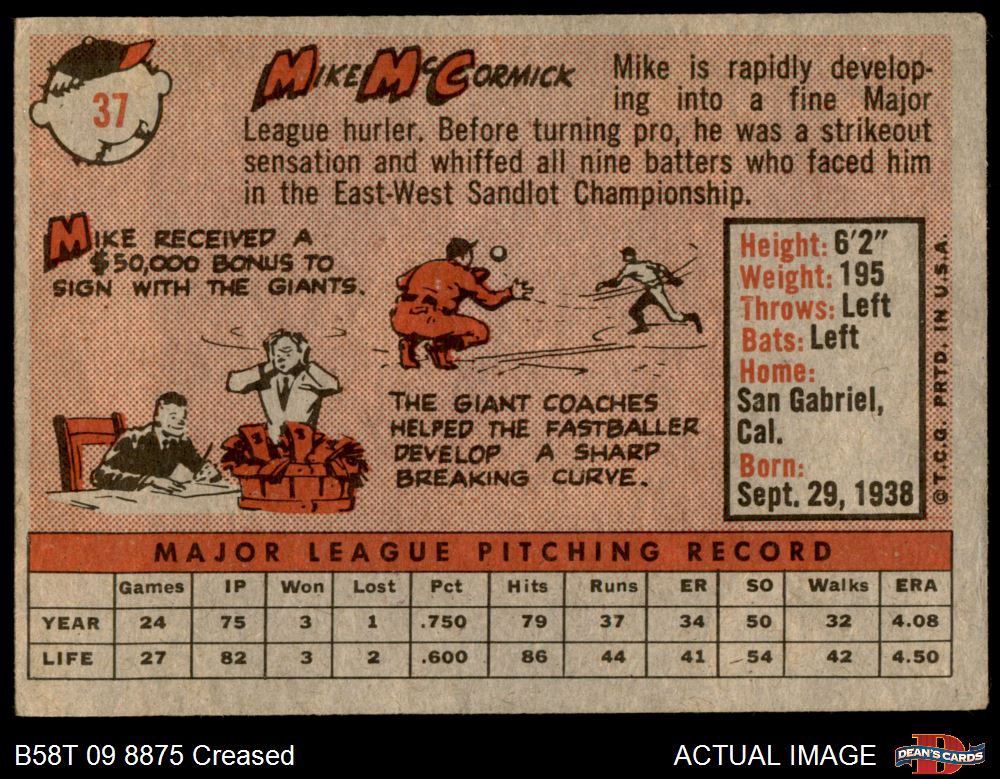 37
MIKE McCORMICK
Mike is rapidly develop-
ing into a fine Major
League hurler. Before turning pro, he was a strikeout
sensation and whiffed all nine batters who faced him
in the East-West Sandlot Championship.
MIKE RECEIVED A
$50,000 BONUS TO
SIGN WITH THE GIANTS.
THE GIANT COACHES
HELPED THE FASTBALLER
DEVELOP A SHARP
BREAKING CURVE.
Height: 6'2"
Weight: 195
Throws: Left
Bats: Left
Home:
San Gabriel,
Cal.
Born:
Sept. 29, 1938
© T.C.G. PRTD. IN U.S.A.
MAJOR LEAGUE PITCHING RECORD
Games IP Won Lost Pct Hits Runs ER SO Walks ERA
YEAR 24 75 3 1 .750 79 37 34 50 32 4.08
LIFE 27 82 3 2 .600 86 44 41 54 42 4.50
B58T 09 8875 Creased
ACTUAL IMAGE
DEAN'S CARDS